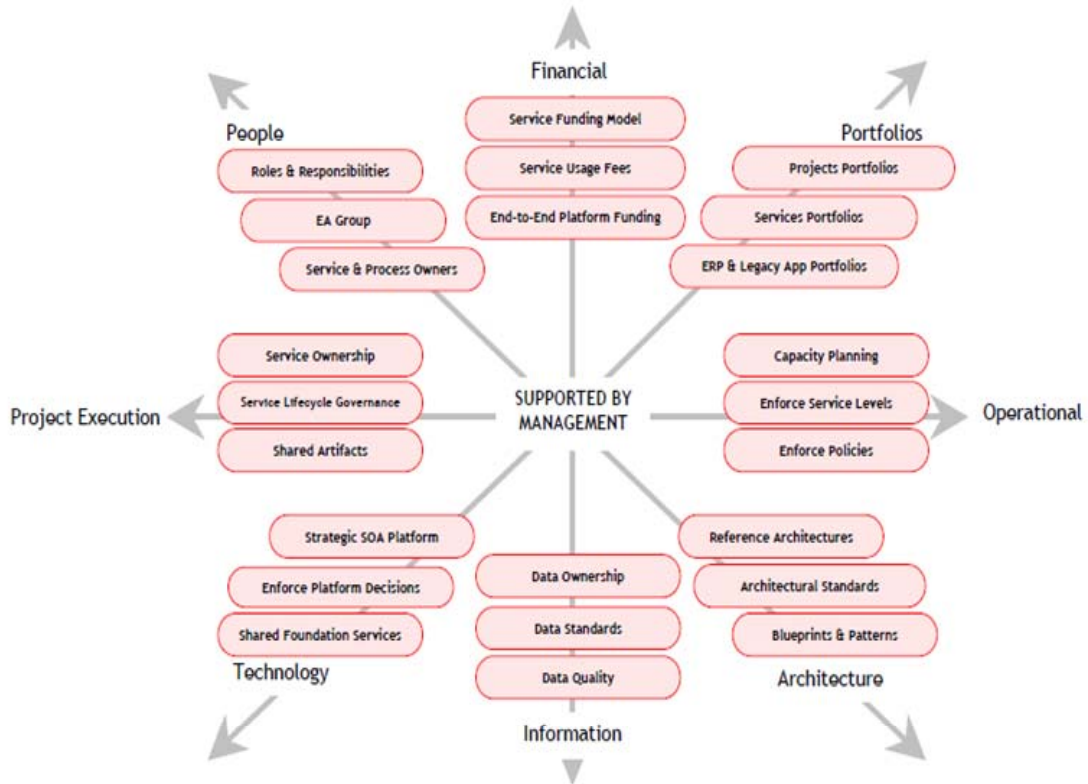 Financial
Service Funding Model
Service Usage Fees
End-to-End Platform Funding
People
Roles & Responsibilities
EA Group
Service & Process Owners
Portfolios
Projects Portfolios
Services Portfolios
ERP & Legacy App Portfolios
Project Execution
Service Ownership
Service Lifecycle Governance
Shared Artifacts
SUPPORTED BY
MANAGEMENT
Capacity Planning
Enforce Service Levels
Enforce Policies
Operational
Strategic SOA Platform
Enforce Platform Decisions
Shared Foundation Services
Technology
Data Ownership
Data Standards
Data Quality
Information
Reference Architectures
Architectural Standards
Blueprints & Patterns
Architecture